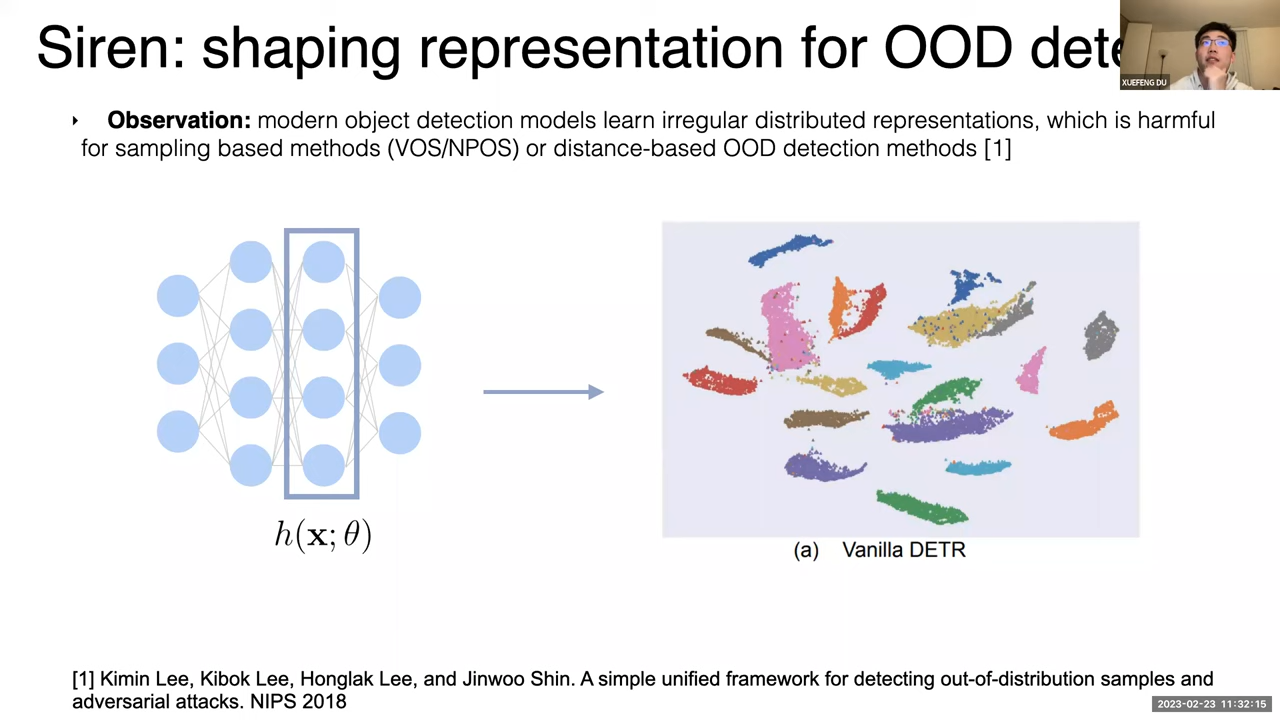 Siren: shaping representation for OOD dete
XUEFENG DU
‣ Observation: modern object detection models learn irregular distributed representations, which is harmful
for sampling based methods (VOS/NPOS) or distance-based OOD detection methods [1]
h(x; θ)
(a) Vanilla DETR
[1] Kimin Lee, Kibok Lee, Honglak Lee, and Jinwoo Shin. A simple unified framework for detecting out-of-distribution samples and
adversarial attacks. NIPS 2018
2023-02-23 11:32:15